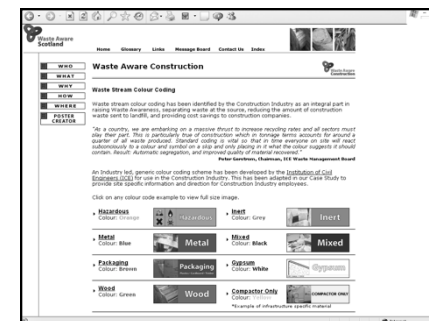 Waste Aware
Scotland
Home Glossary Links Message Board Contact Us Index
WHO
WHAT
WHY
HOW
WHERE
POSTER
CREATOR
Waste Aware Construction
Waste Aware
Construction
Waste Stream Colour Coding
Waste stream colour coding has been identified by the Construction Industry as an integral part in
raising Waste Awareness, separating waste at the source, reducing the amount of construction
waste sent to landfill, and providing cost savings to construction companies.
"As a country, we are embarking on a massive thrust to increase recycling rates and all sectors must
play their part. This is particularly true of construction which in tonnage terms accounts for around a
quarter of all waste produced. Standard coding is vital so that in time everyone on site will react
subconsciously to a colour and symbol on a skip and only placing in it what the colour suggests it should
contain. Result: Automatic segregation, and improved quality of material recovered."
Peter Gerstrom, Chairman, ICE Waste Management Board
An Industry led, generic colour coding scheme has been developed by the Institution of Civil
Engineers (ICE) for use in the Construction Industry. This has been adapted in our Case Study to
provide site specific information and direction for Construction Industry employees.
Click on any colour code example to view full size image.
Hazardous
Colour: Orange
Hazardous
Inert
Colour: Grey
Inert
Metal
Colour: Blue
Metal
Mixed
Colour: Black
Mixed
Packaging
Colour: Brown
Packaging
Gypsum
Colour: White
Gypsum
Wood
Colour: Green
Wood
Compactor Only
Colour: Yellow
COMPACTOR ONLY
*Example of infrastructure specific material